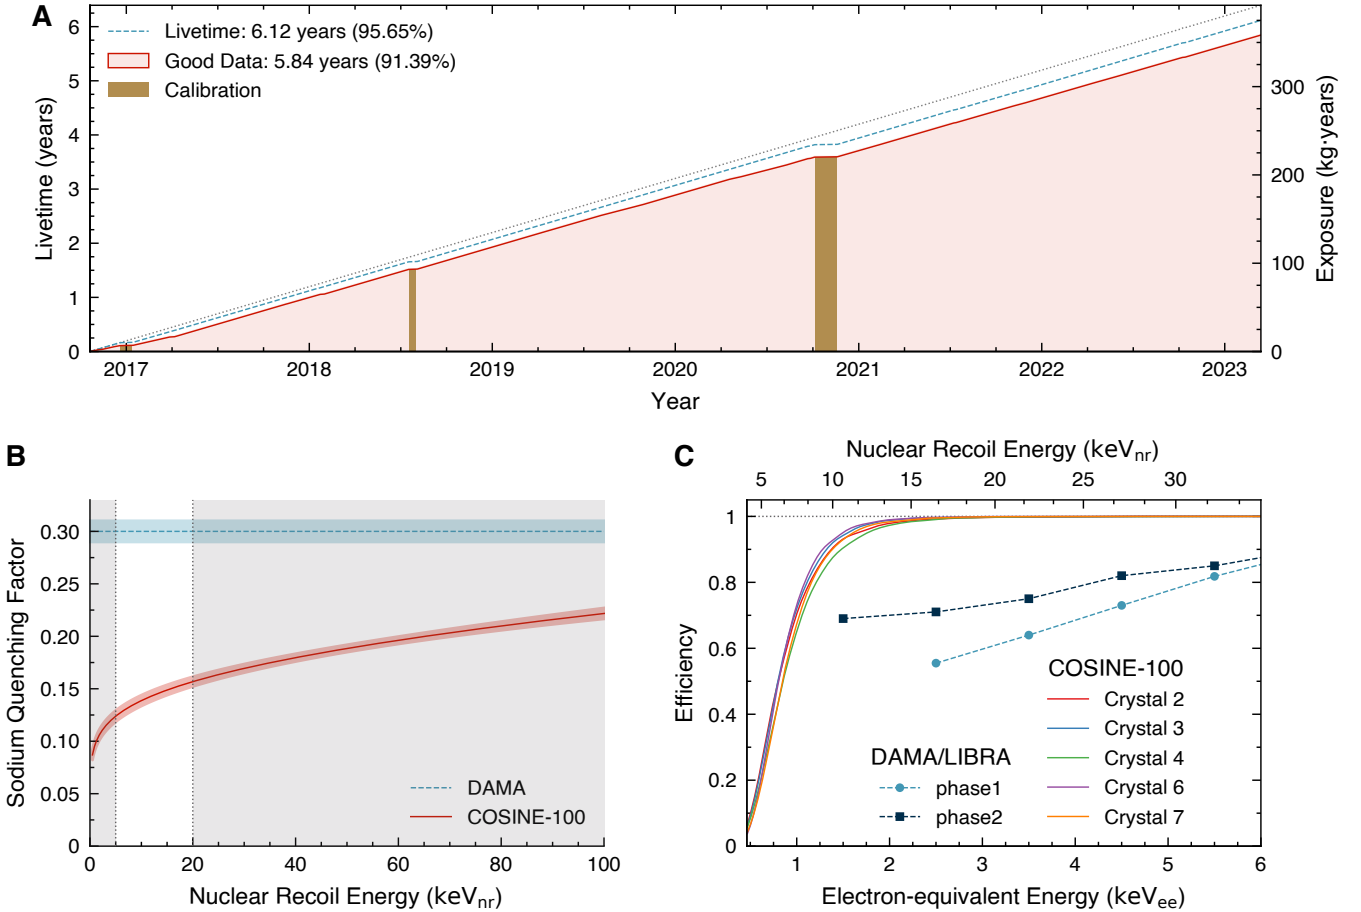 A
Livetime: 6.12 years (95.65%)
Good Data: 5.84 years (91.39%)
Calibration
Livetime (years)
6
5
4
3
2
1
0
300
200
100
0
Exposure (kg·years)
2017 2018 2019 2020 2021 2022 2023
Year
B
Sodium Quenching Factor
0.30
0.25
0.20
0.15
0.10
0.05
0
DAMA
COSINE-100
0 20 40 60 80 100
Nuclear Recoil Energy (keVnr)
C
Nuclear Recoil Energy (keVnr)
5 10 15 20 25 30
Efficiency
1
0.8
0.6
0.4
0.2
0
DAMA/LIBRA
phase1
phase2
COSINE-100
Crystal 2
Crystal 3
Crystal 4
Crystal 6
Crystal 7
1 2 3 4 5 6
Electron-equivalent Energy (keVee)